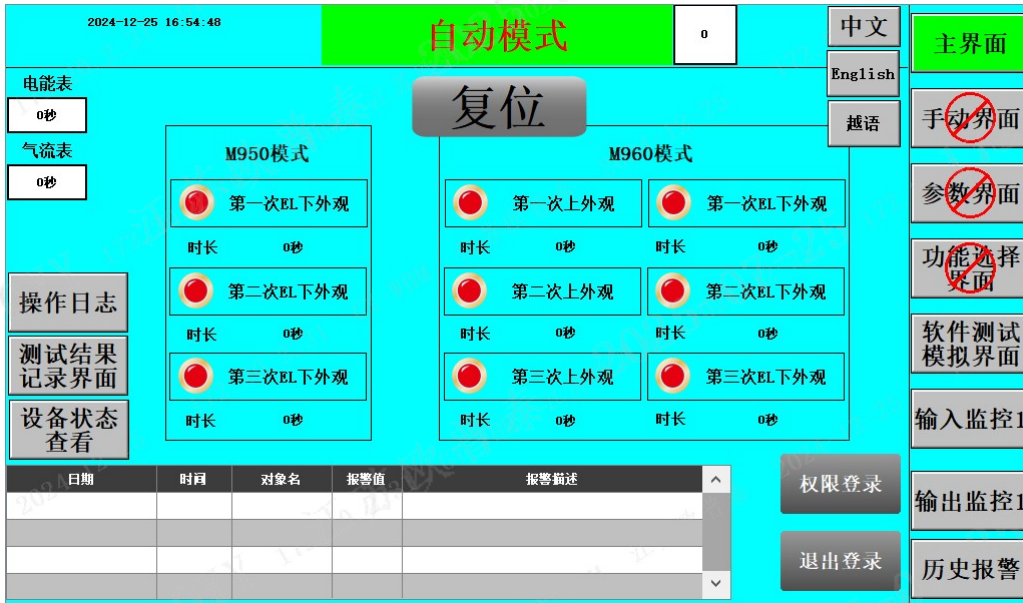 2024-12-25 16:54:48
自动模式
0
中文
English
越语
主界面
电能表
0秒
气流表
0秒
复位
手动界面
参数界面
功能选择
界面
软件测试
模拟界面
输入监控1
输出监控1
历史报警
M950模式
第一次EL下外观
时长 0秒
第二次EL下外观
时长 0秒
第三次EL下外观
时长 0秒
M960模式
第一次上外观 第一次EL下外观
时长 0秒 时长 0秒
第二次上外观 第二次EL下外观
时长 0秒 时长 0秒
第三次上外观 第三次EL下外观
时长 0秒 时长 0秒
操作日志
测试结果
记录界面
设备状态
查看
日期 时间 对象名 报警值 报警描述
权限登录
退出登录